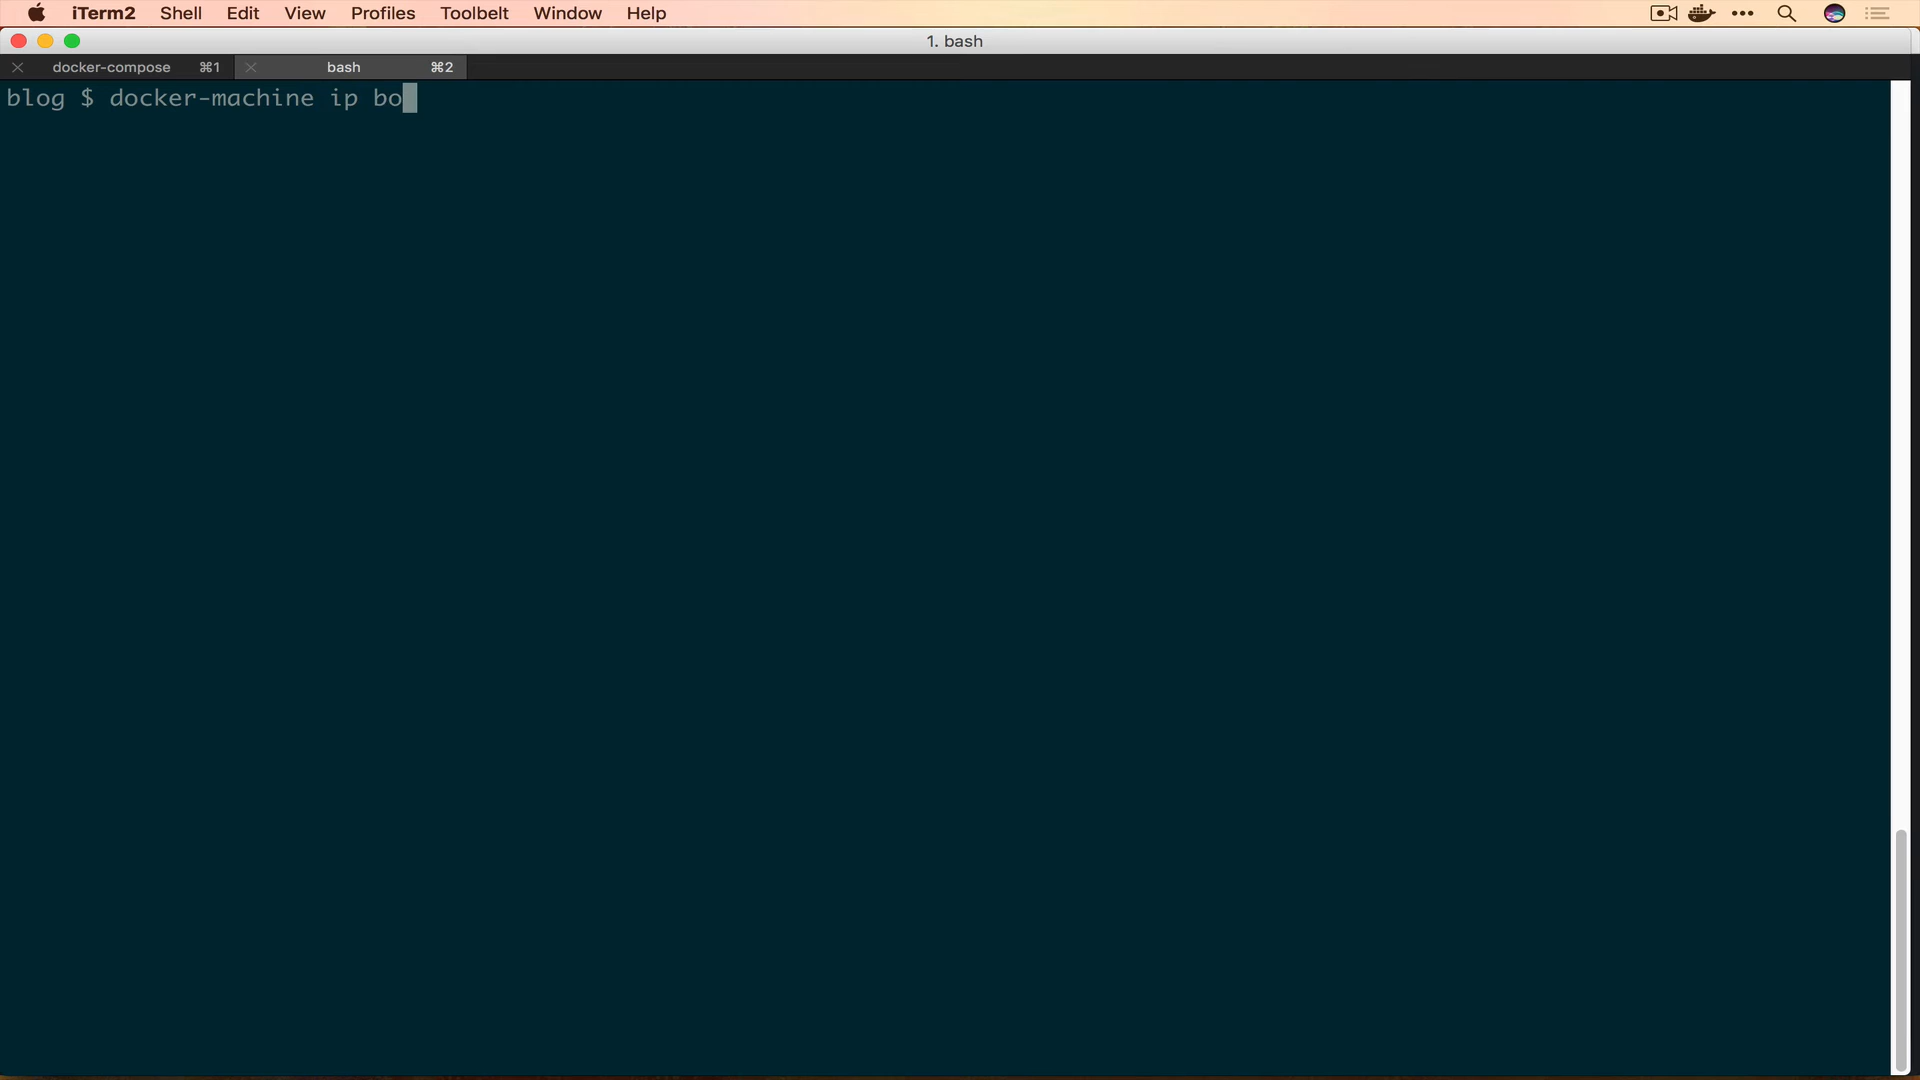 iTerm2 Shell Edit View Profiles Toolbelt Window Help
1. bash
docker-compose ⌘1 bash ⌘2
blog $ docker-machine ip bo